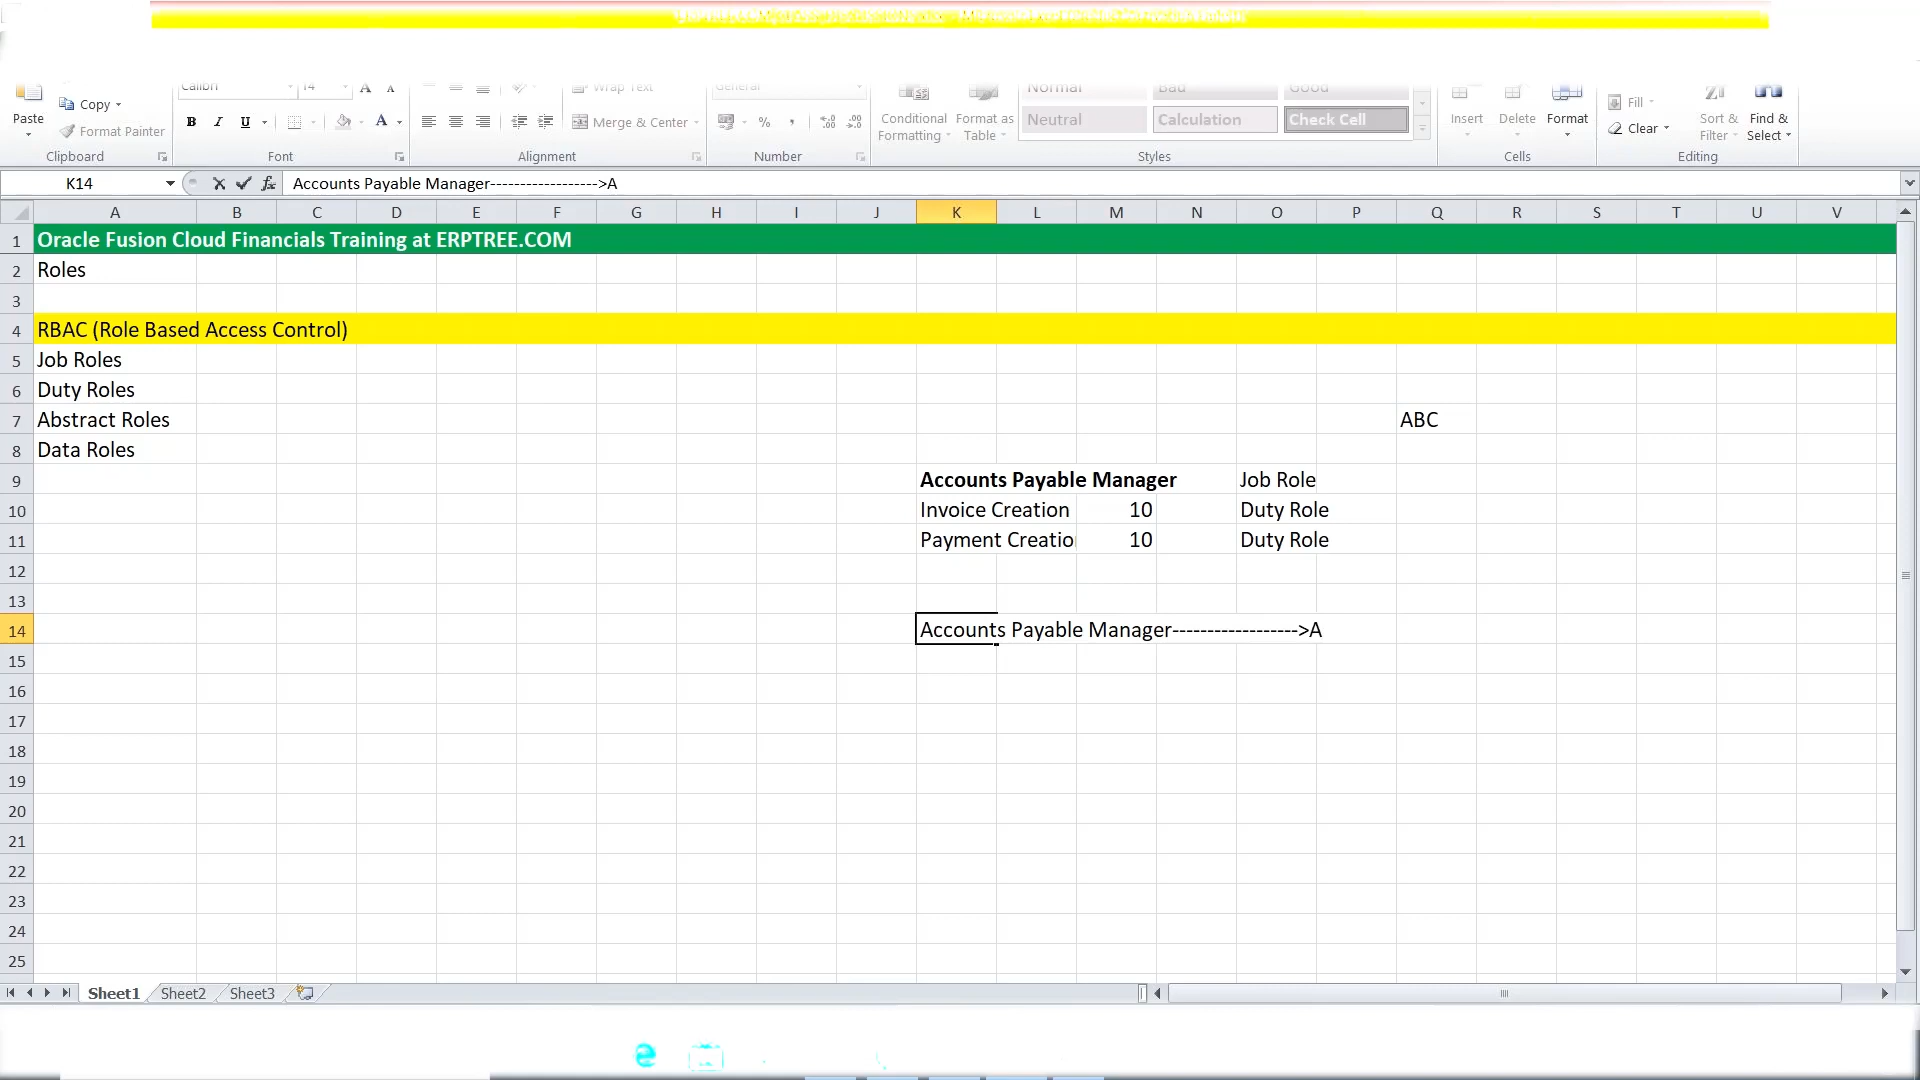 Calibri 14 A A Wrap Text General Normal Bad Good
Paste Copy Format Painter B I U A Merge & Center % , Conditional Formatting Format as Table Neutral Calculation Check Cell Insert Delete Format Fill Clear Sort & Filter Find & Select
Clipboard Font Alignment Number Styles Cells Editing
K14 fx Accounts Payable Manager------------------>A
A B C D E F G H I J K L M N O P Q R S T U V
1 Oracle Fusion Cloud Financials Training at ERPTREE.COM
2 Roles
3
4 RBAC (Role Based Access Control)
5 Job Roles
6 Duty Roles
7 Abstract Roles ABC
8 Data Roles
9 Accounts Payable Manager Job Role
10 Invoice Creation 10 Duty Role
11 Payment Creatio 10 Duty Role
12
13
14 Accounts Payable Manager------------------>A
15
16
17
18
19
20
21
22
23
24
25
Sheet1 Sheet2 Sheet3